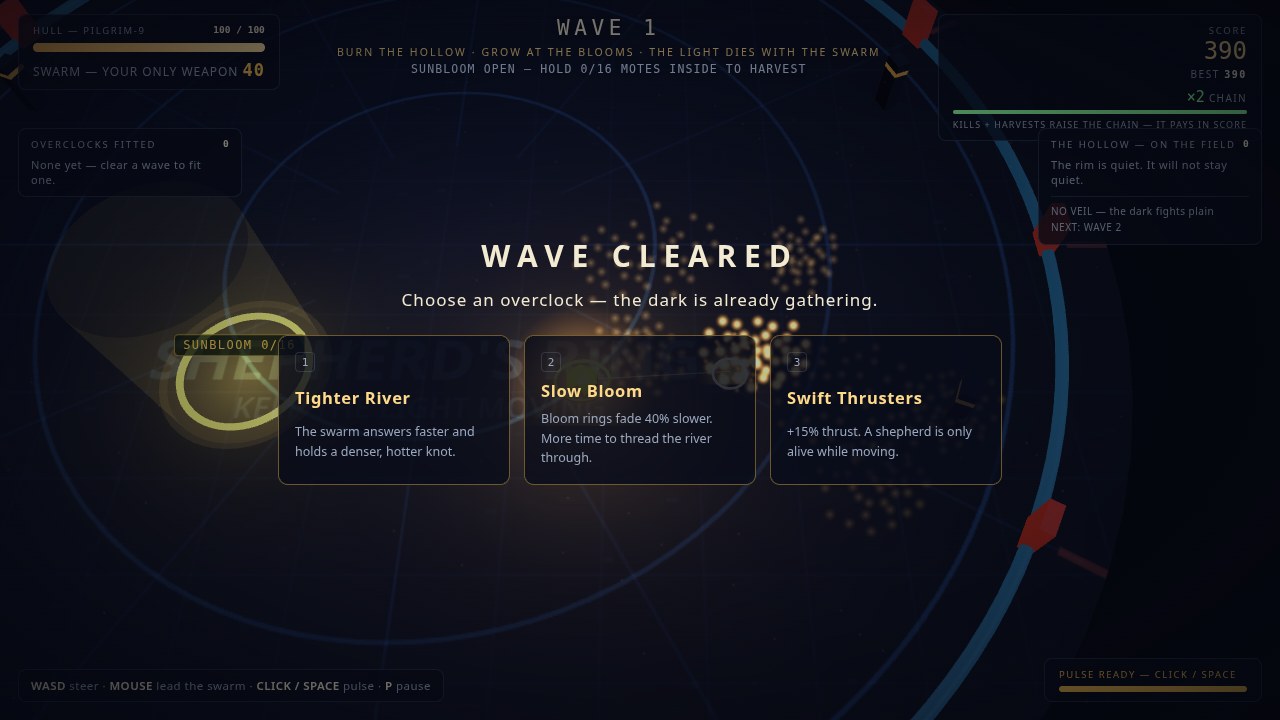 HULL — PILGRIM-9 100 / 100
SWARM — YOUR ONLY WEAPON 40
WAVE 1
BURN THE HOLLOW · GROW AT THE BLOOMS · THE LIGHT DIES WITH THE SWARM
SUNBLOOM OPEN — HOLD 0/16 MOTES INSIDE TO HARVEST
SCORE
390
BEST 390
×2 CHAIN
KILLS + HARVESTS RAISE THE CHAIN — IT PAYS IN SCORE
OVERCLOCKS FITTED 0
None yet — clear a wave to fit
one.
THE HOLLOW — ON THE FIELD 0
The rim is quiet. It will not stay
quiet.
NO VEIL — the dark fights plain
NEXT: WAVE 2
WAVE CLEARED
Choose an overclock — the dark is already gathering.
SUNBLOOM 0/16
1
Tighter River
The swarm answers faster and
holds a denser, hotter knot.
2
Slow Bloom
Bloom rings fade 40% slower.
More time to thread the river
through.
3
Swift Thrusters
+15% thrust. A shepherd is only
alive while moving.
WASD steer · MOUSE lead the swarm · CLICK / SPACE pulse · P pause
PULSE READY — CLICK / SPACE